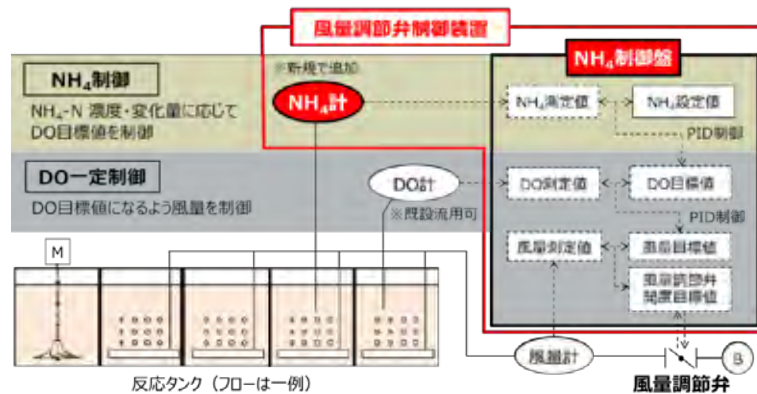 風量調節弁制御装置
NH₄制御盤
NH₄制御
NH₄-N 濃度・変化量に応じて
DO目標値を制御
※新規で追加
NH₄計
NH₄測定値
NH₄設定値
PID制御
DO一定制御
DO目標値になるよう風量を制御
DO計
※既設流用可
DO測定値
DO目標値
PID制御
風量測定値
風量目標値
風量調節弁
開度目標値
M
風量計
B
反応タンク（フローは一例）
風量調節弁